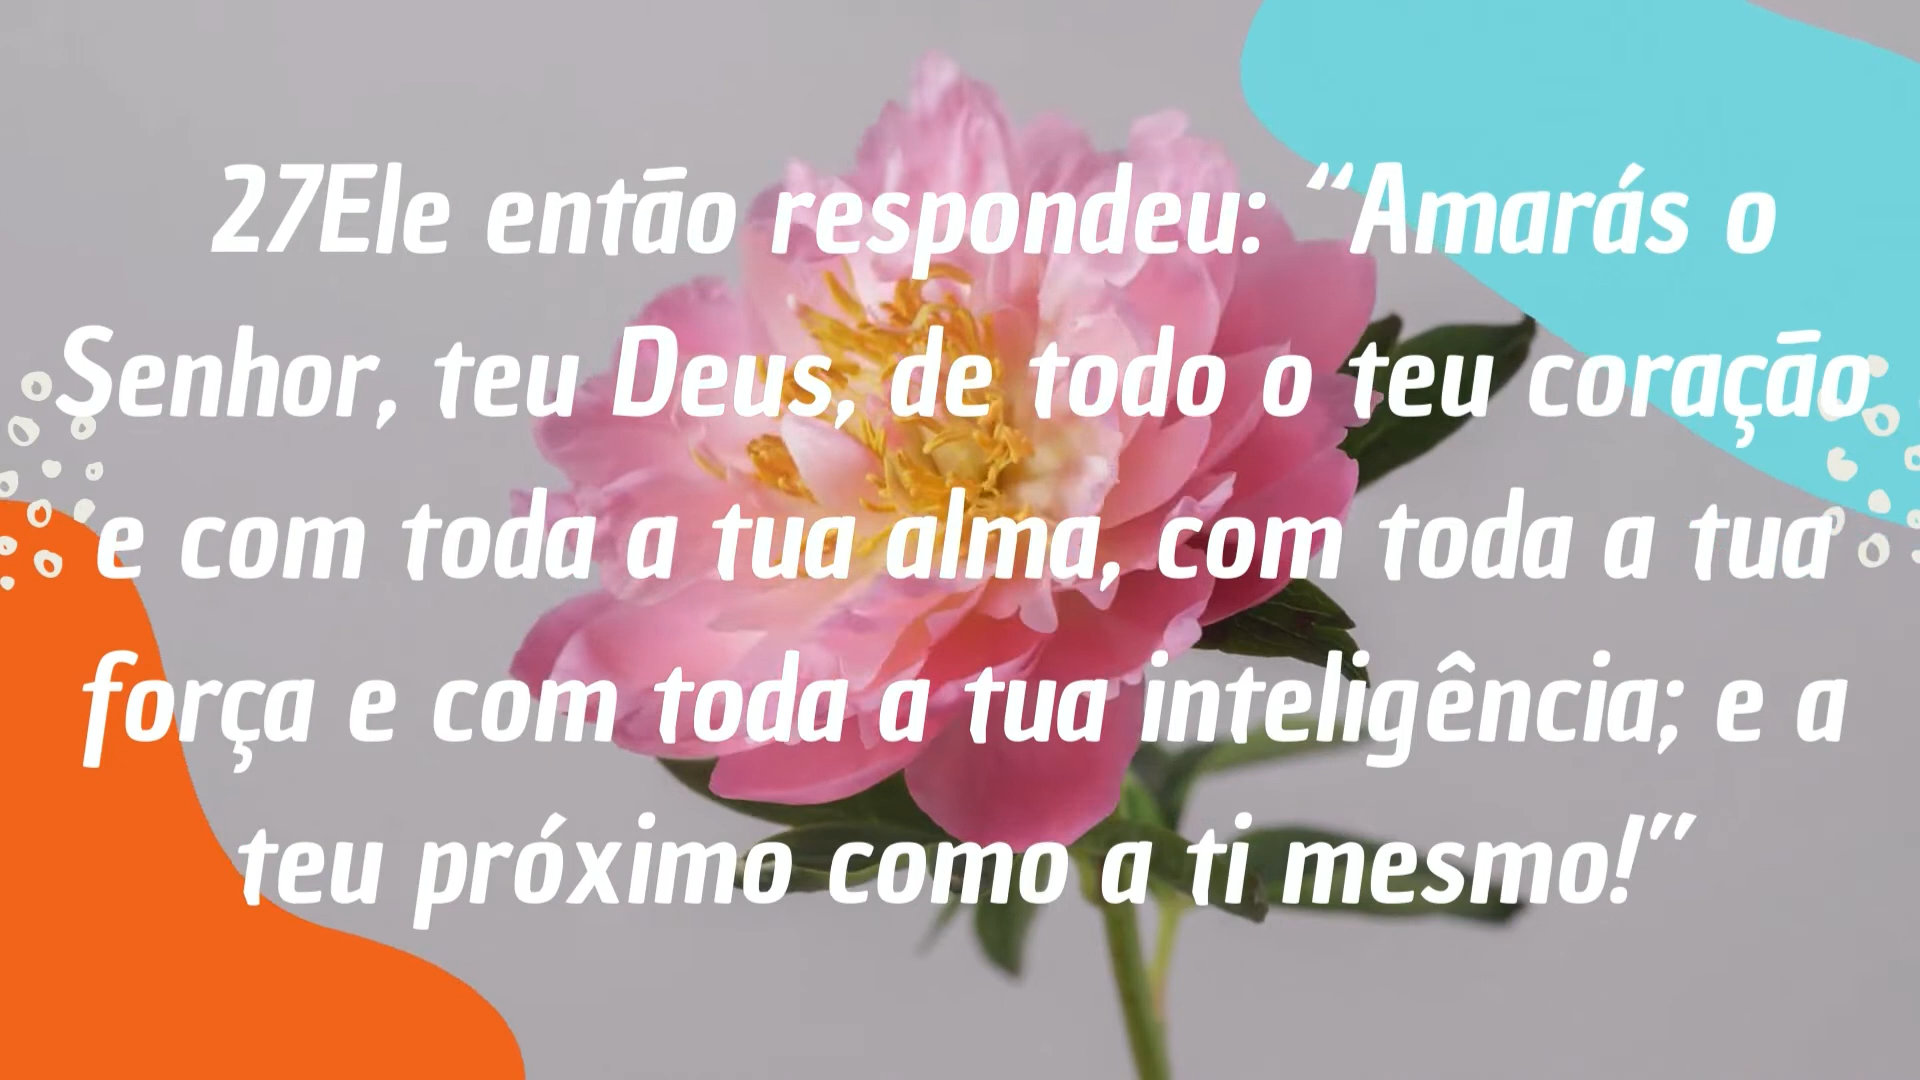 27Ele então respondeu: “Amarás o
Senhor, teu Deus, de todo o teu coração
e com toda a tua alma, com toda a tua
força e com toda a tua inteligência; e a
teu próximo como a ti mesmo!”